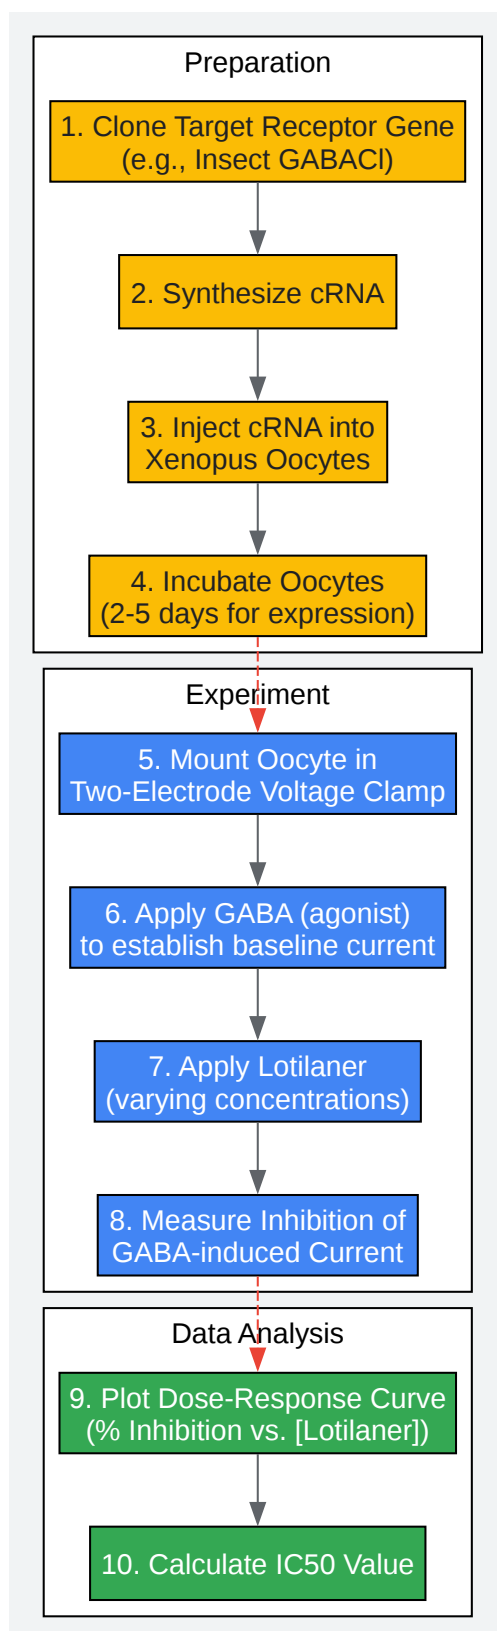 Preparation
1. Clone Target Receptor Gene
(e.g., Insect GABACl)
2. Synthesize cRNA
3. Inject cRNA into
Xenopus Oocytes
4. Incubate Oocytes
(2-5 days for expression)
Experiment
5. Mount Oocyte in
Two-Electrode Voltage Clamp
6. Apply GABA (agonist)
to establish baseline current
7. Apply Lotilaner
(varying concentrations)
8. Measure Inhibition of
GABA-induced Current
Data Analysis
9. Plot Dose-Response Curve
(% Inhibition vs. [Lotilaner])
10. Calculate IC50 Value